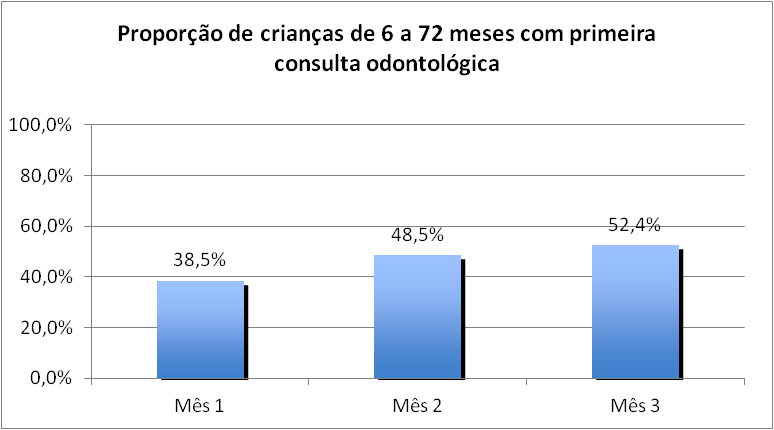 Proporção de crianças de 6 a 72 meses com primeira
consulta odontológica
100,0%
80,0%
60,0%
40,0%
20,0%
0,0%
38,5%
48,5%
52,4%
Mês 1
Mês 2
Mês 3